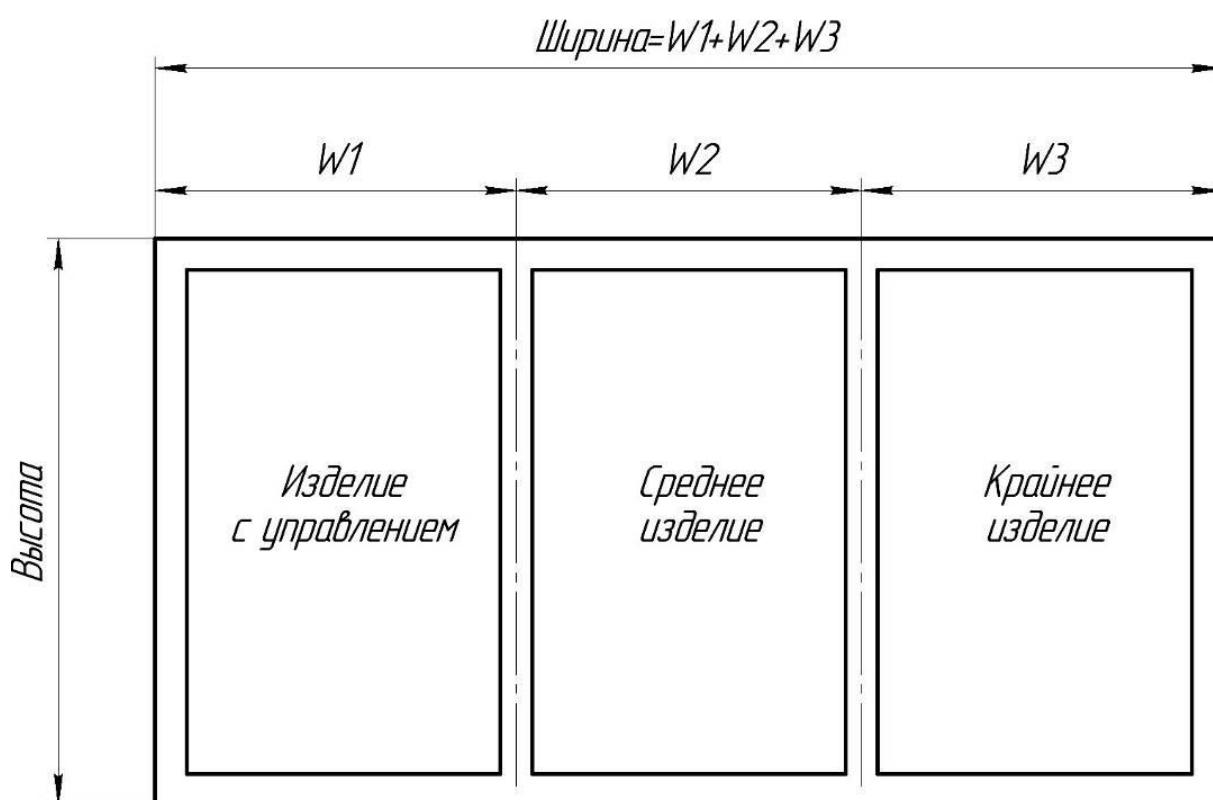 Ширина=W1+W2+W3
W1
W2
W3
Высота
Изделие
с управлением
Среднее
изделие
Крайнее
изделие